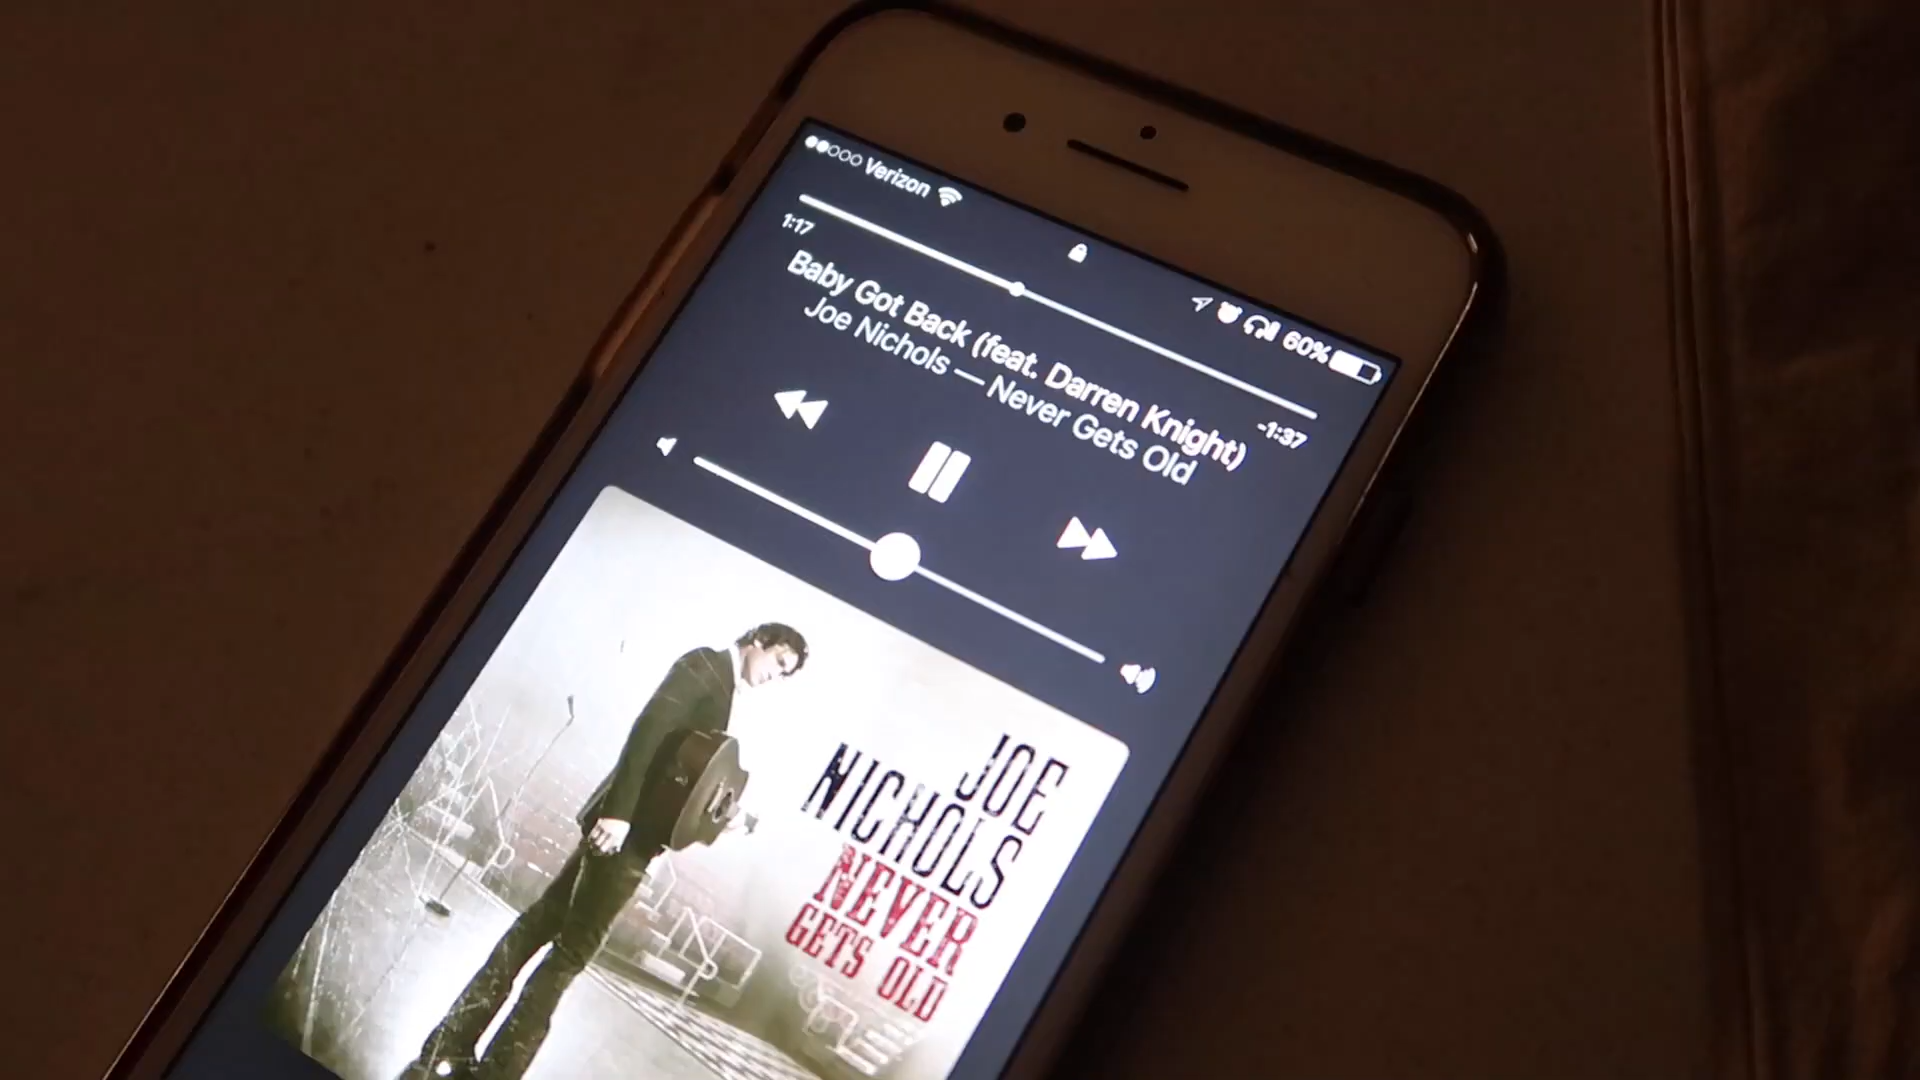 Verizon
60%
1:17
-1:37
Baby Got Back (feat. Darren Knight)
Joe Nichols — Never Gets Old
JOE
NICHOLS
NEVER
GETS OLD